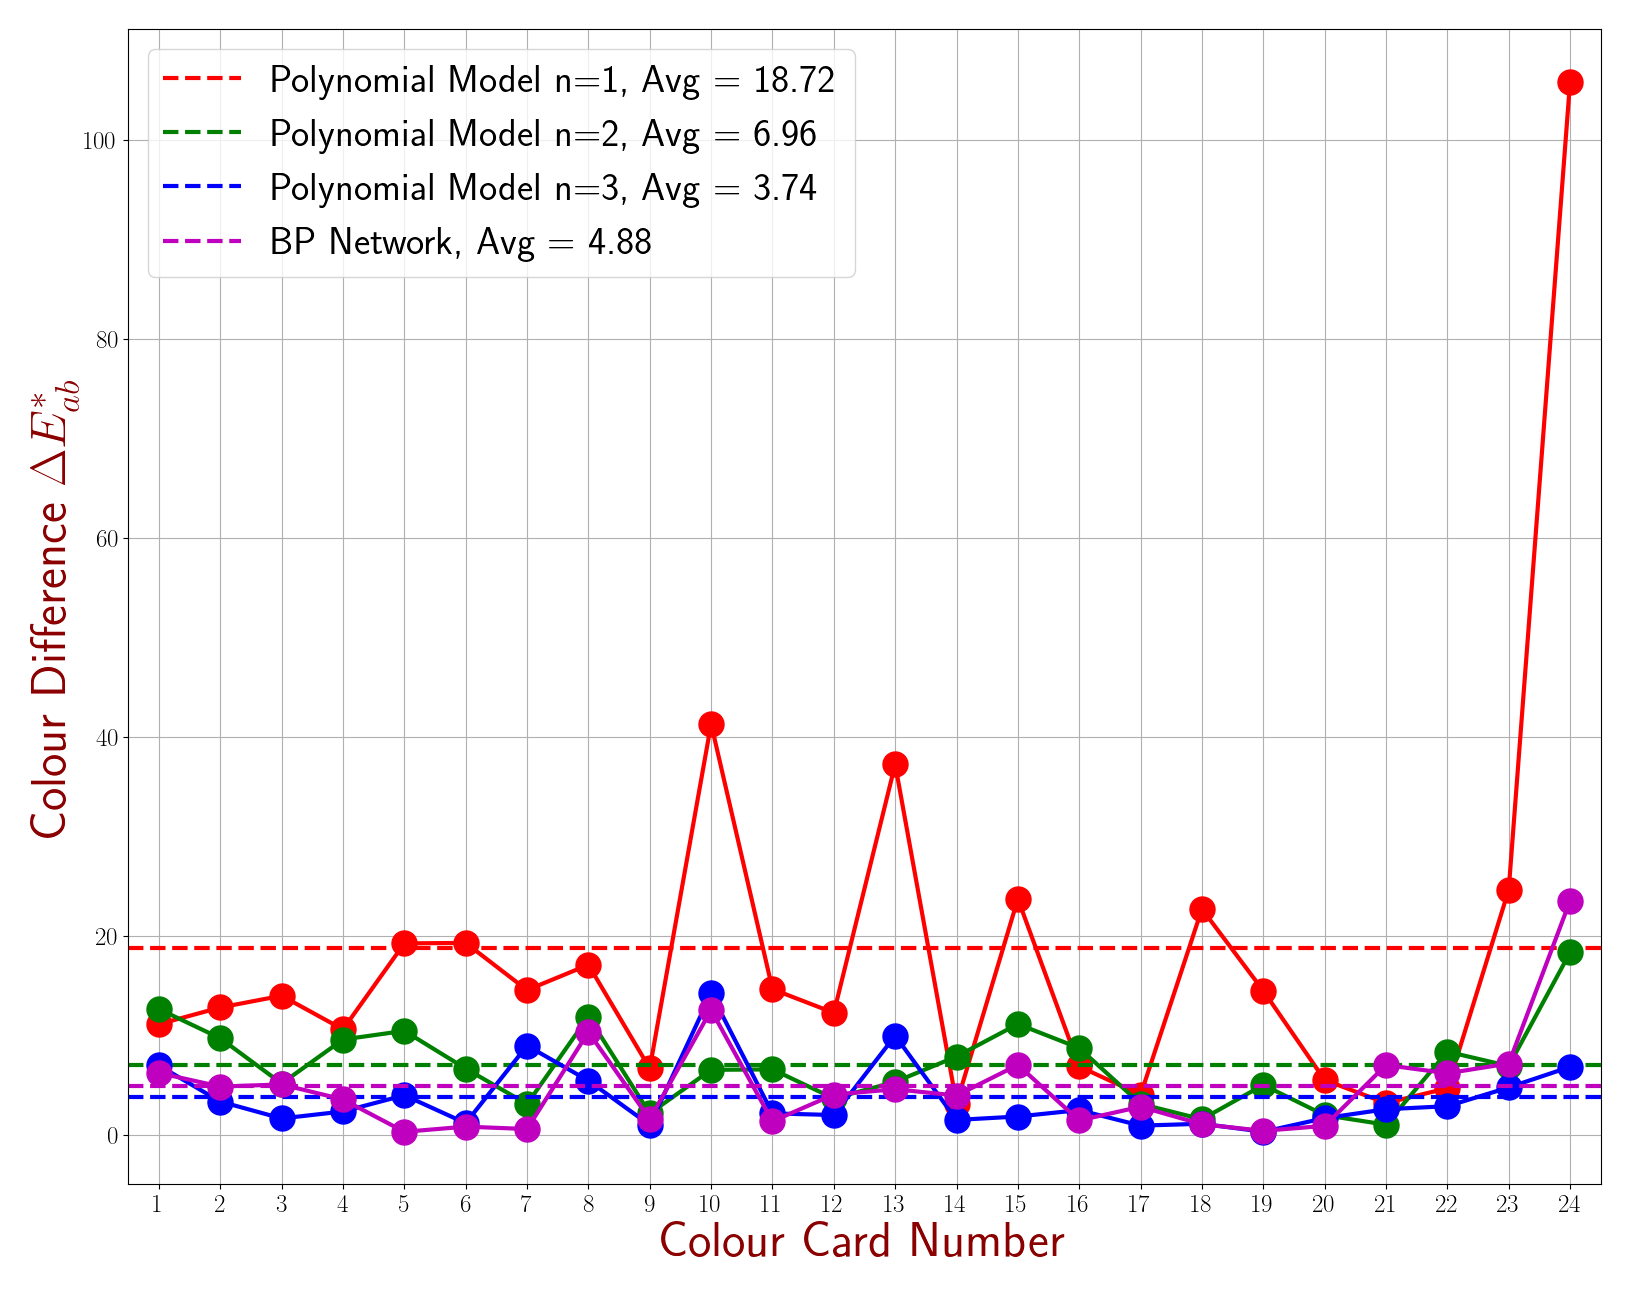 Polynomial Model n=1, Avg = 18.72
Polynomial Model n=2, Avg = 6.96
Polynomial Model n=3, Avg = 3.74
BP Network, Avg = 4.88
100
80
60
40
20
0
Colour Difference ΔE*ab
1 2 3 4 5 6 7 8 9 10 11 12 13 14 15 16 17 18 19 20 21 22 23 24
Colour Card Number